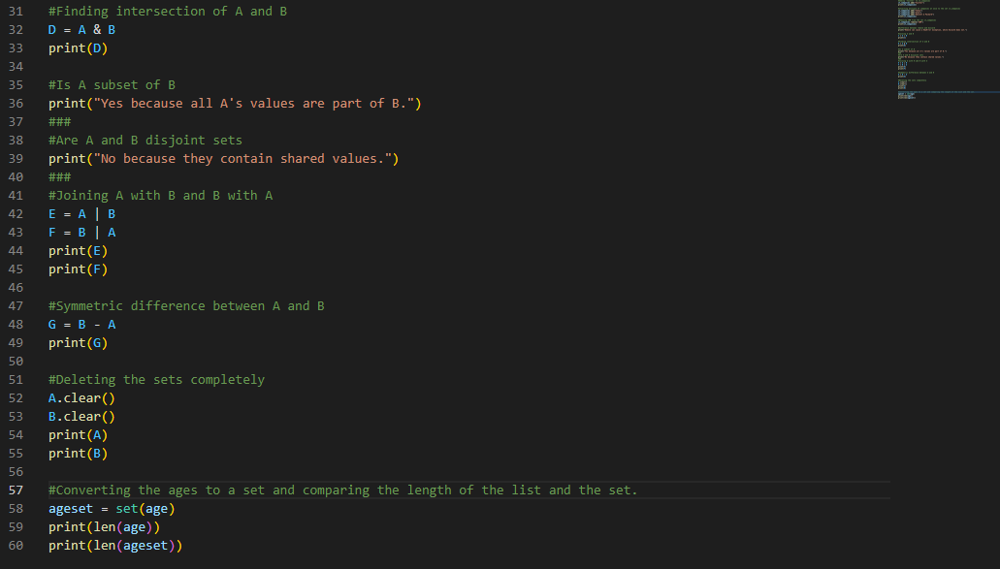 31 #Finding intersection of A and B
32 D = A & B
33 print(D)
34
35 #Is A subset of B
36 print("Yes because all A's values are part of B.")
37 ###
38 #Are A and B disjoint sets
39 print("No because they contain shared values.")
40 ###
41 #Joining A with B and B with A
42 E = A | B
43 F = B | A
44 print(E)
45 print(F)
46
47 #Symmetric difference between A and B
48 G = B - A
49 print(G)
50
51 #Deleting the sets completely
52 A.clear()
53 B.clear()
54 print(A)
55 print(B)
56
57 #Converting the ages to a set and comparing the length of the list and the set.
58 ageset = set(age)
59 print(len(age))
60 print(len(ageset))